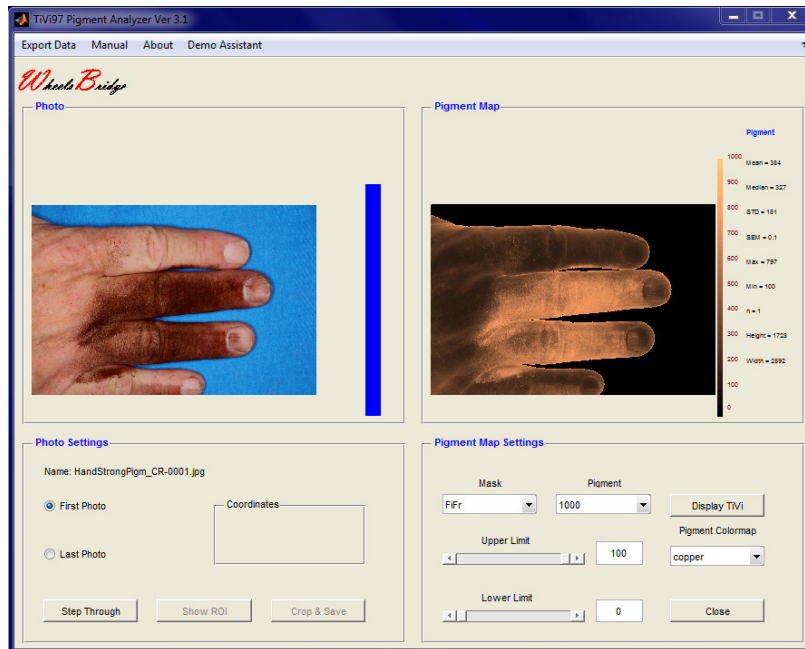 TiVi97 Pigment Analyzer Ver 3.1
Export Data Manual About Demo Assistant
WheelsBridge
Photo
Pigment Map
Pigment
1000
900
800
700
600
500
400
300
200
100
0
Mean = 384
Median = 327
STD = 181
SEM = 0.1
Max = 797
Min = 100
n = 1
Height = 1728
Width = 2592
Photo Settings
Name: HandStrongPigm_CR-0001.jpg
First Photo
Coordinates
Last Photo
Step Through Show ROI Crop & Save
Pigment Map Settings
Mask Pigment
FiFr 1000 Display TiVi
Upper Limit
100
Pigment Colormap
copper
Lower Limit
0
Close